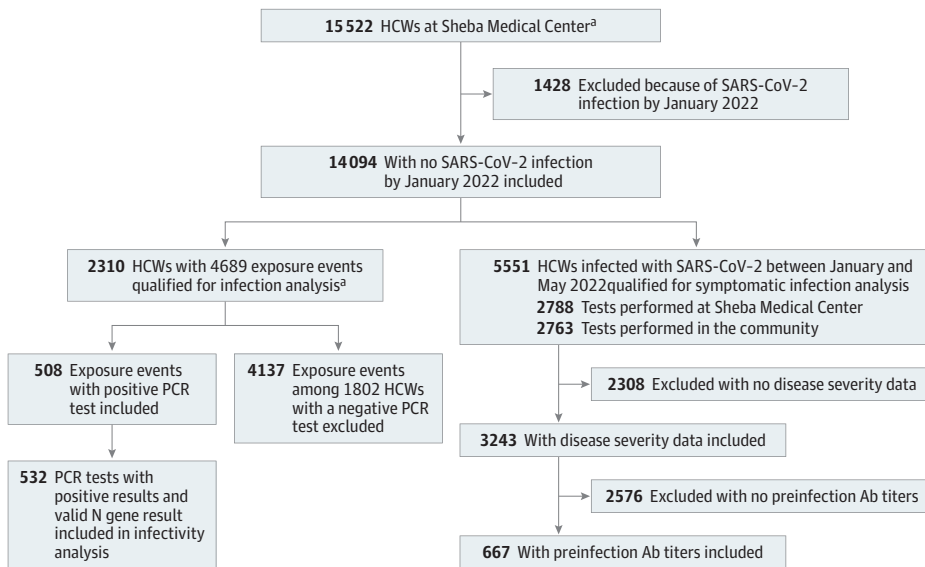 15 522 HCWs at Sheba Medical Centerᵃ
1428 Excluded because of SARS-CoV-2
infection by January 2022
14 094 With no SARS-CoV-2 infection
by January 2022 included
2310 HCWs with 4689 exposure events
qualified for infection analysisᵃ
5551 HCWs infected with SARS-CoV-2 between January and
May 2022qualified for symptomatic infection analysis
2788 Tests performed at Sheba Medical Center
2763 Tests performed in the community
508 Exposure events
with positive PCR
test included
4137 Exposure events
among 1802 HCWs
with a negative PCR
test excluded
2308 Excluded with no disease severity data
3243 With disease severity data included
532 PCR tests with
positive results and
valid N gene result
included in infectivity
analysis
2576 Excluded with no preinfection Ab titers
667 With preinfection Ab titers included